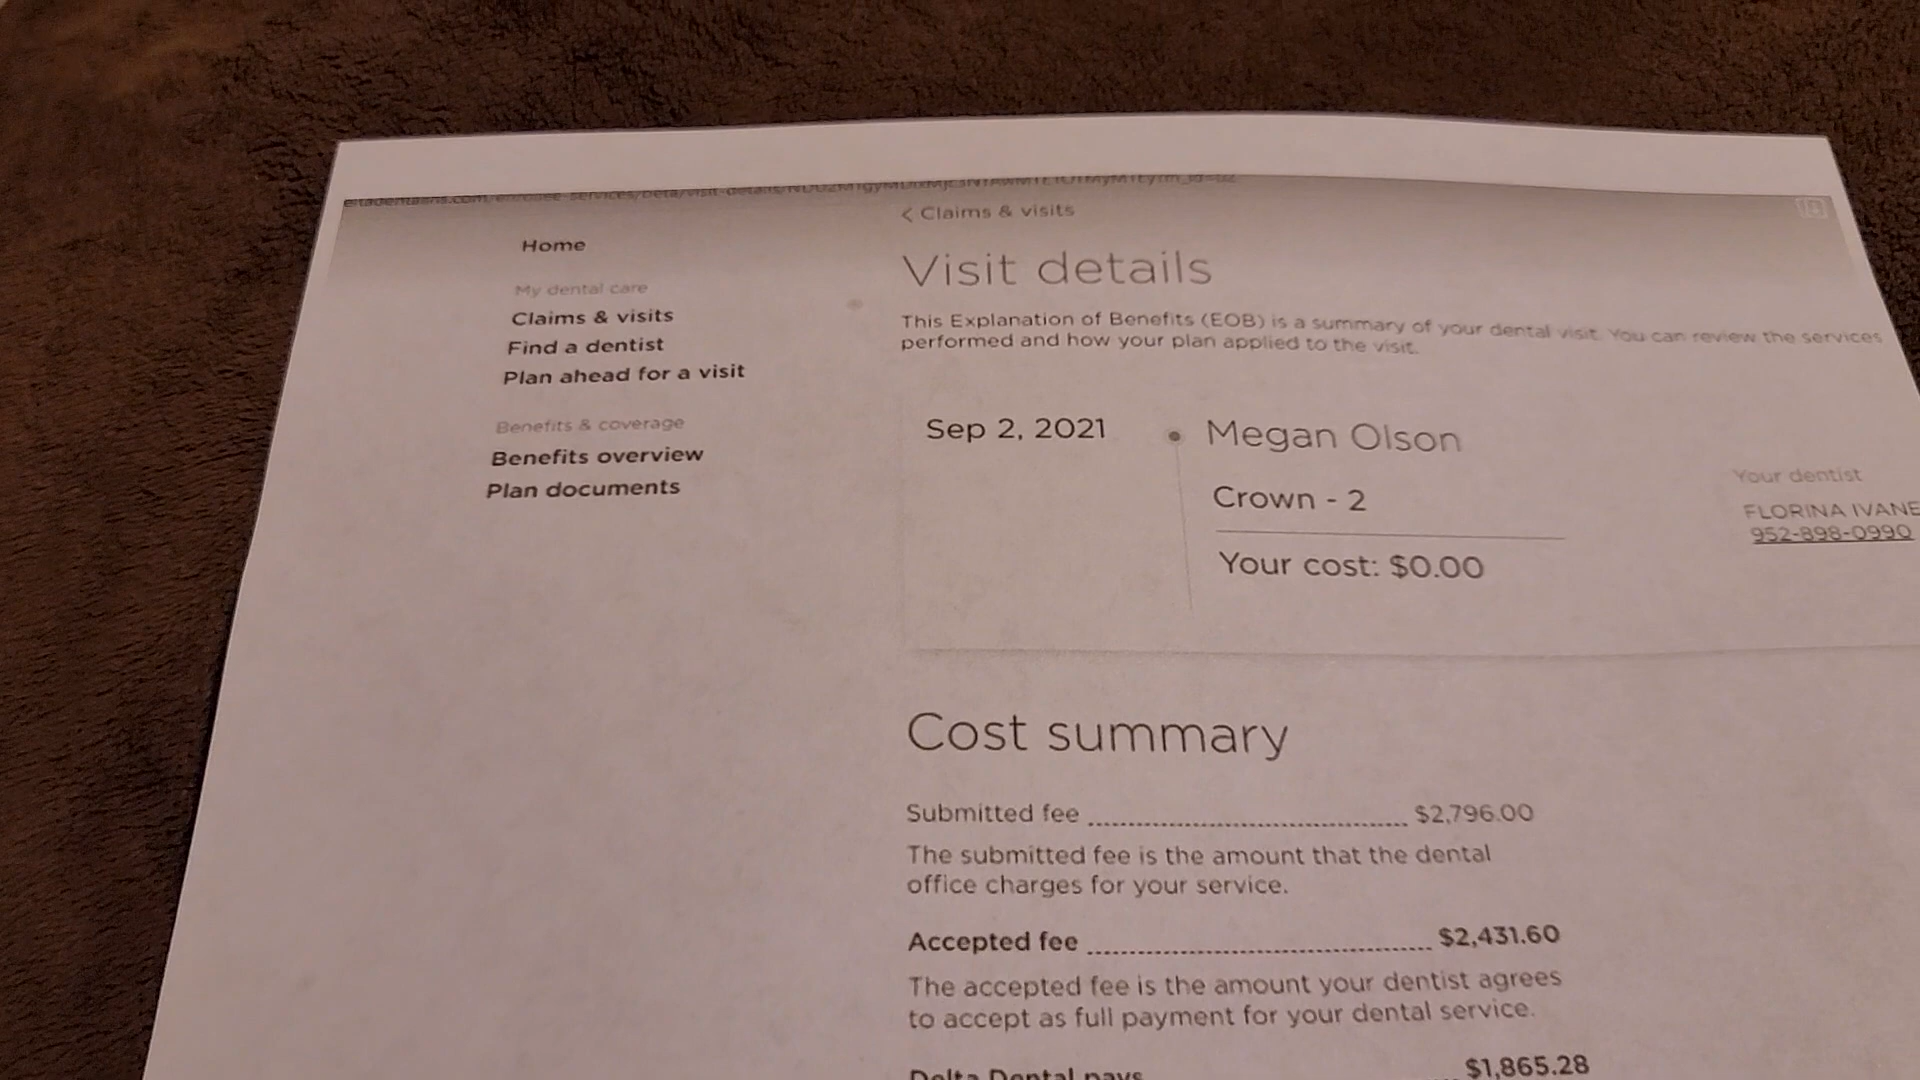 < Claims & visits
Home
My dental care
Claims & visits
Find a dentist
Plan ahead for a visit
Benefits & coverage
Benefits overview
Plan documents
Visit details
This Explanation of Benefits (EOB) is a summary of your dental visit. You can review the services
performed and how your plan applied to the visit.
Sep 2, 2021
Megan Olson
Crown - 2
Your cost: $0.00
Your dentist
FLORINA IVANE
952-898-0990
Cost summary
Submitted fee $2,796.00
The submitted fee is the amount that the dental
office charges for your service.
Accepted fee $2,431.60
The accepted fee is the amount your dentist agrees
to accept as full payment for your dental service.
Delta Dental pays $1,865.28